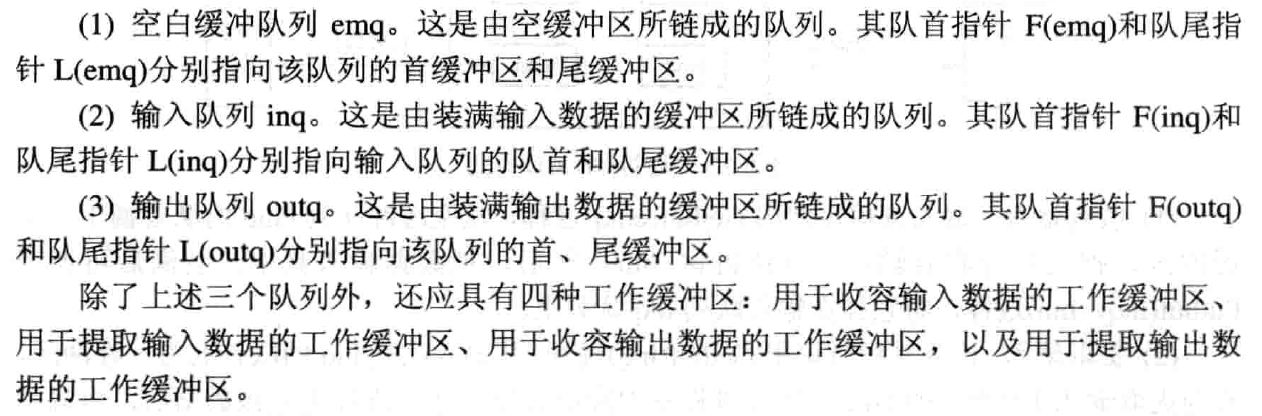 (1) 空白缓冲队列 emq。这是由空缓冲区所链成的队列。其队首指针 F(emq)和队尾指
针 L(emq)分别指向该队列的首缓冲区和尾缓冲区。
(2) 输入队列 inq。这是由装满输入数据的缓冲区所链成的队列。其队首指针 F(inq)和
队尾指针 L(inq)分别指向输入队列的队首和队尾缓冲区。
(3) 输出队列 outq。这是由装满输出数据的缓冲区所链成的队列。其队首指针 F(outq)
和队尾指针 L(outq)分别指向该队列的首、尾缓冲区。
除了上述三个队列外，还应具有四种工作缓冲区：用于收容输入数据的工作缓冲区、
用于提取输入数据的工作缓冲区、用于收容输出数据的工作缓冲区，以及用于提取输出数
据的工作缓冲区。